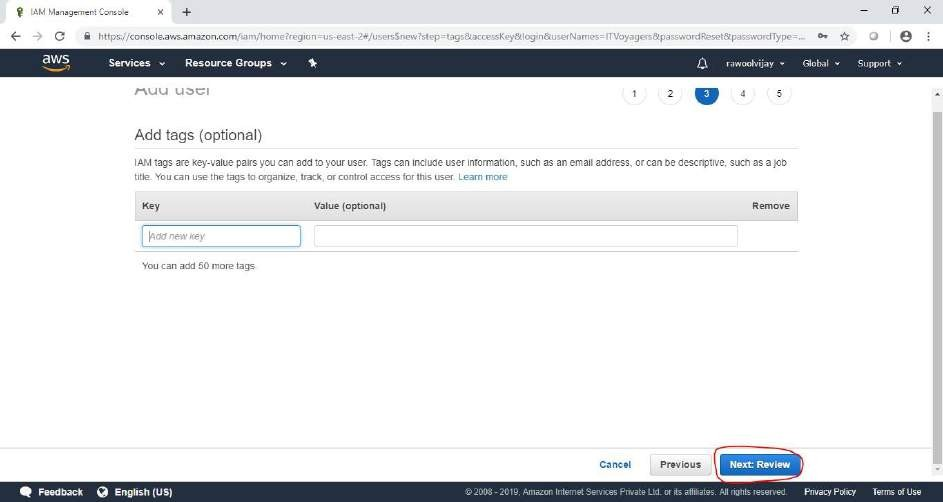 IAM Management Console
https://console.aws.amazon.com/iam/home?region=us-east-2#/users$new?step=tags&accessKey&login&userNames=ITVoyagers&passwordReset&passwordType=...
aws Services Resource Groups rawoolvijay Global Support
Add user 1 2 3 4 5
Add tags (optional)
IAM tags are key-value pairs you can add to your user. Tags can include user information, such as an email address, or can be descriptive, such as a job
title. You can use the tags to organize, track, or control access for this user. Learn more
Key Value (optional) Remove
Add new key
You can add 50 more tags.
Cancel Previous Next: Review
Feedback English (US) © 2008 - 2019, Amazon Internet Services Private Ltd. or its affiliates. All rights reserved. Privacy Policy Terms of Use